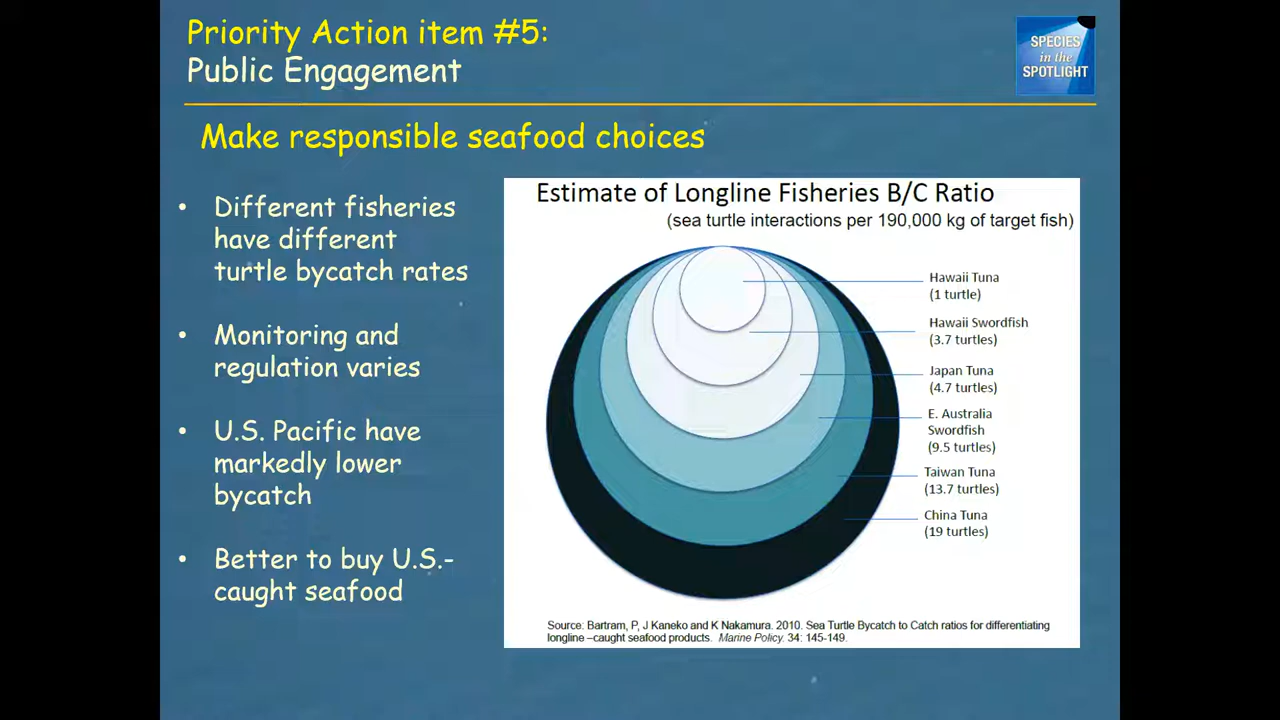 Priority Action item #5:
Public Engagement
SPECIES
in the
SPOTLIGHT
Make responsible seafood choices
• Different fisheries
have different
turtle bycatch rates
• Monitoring and
regulation varies
• U.S. Pacific have
markedly lower
bycatch
• Better to buy U.S.-
caught seafood
Estimate of Longline Fisheries B/C Ratio
(sea turtle interactions per 190,000 kg of target fish)
Hawaii Tuna
(1 turtle)
Hawaii Swordfish
(3.7 turtles)
Japan Tuna
(4.7 turtles)
E. Australia
Swordfish
(9.5 turtles)
Taiwan Tuna
(13.7 turtles)
China Tuna
(19 turtles)
Source: Bartram, P, J Kaneko and K Nakamura. 2010. Sea Turtle Bycatch to Catch ratios for differentiating
longline –caught seafood products. Marine Policy. 34: 145-149.